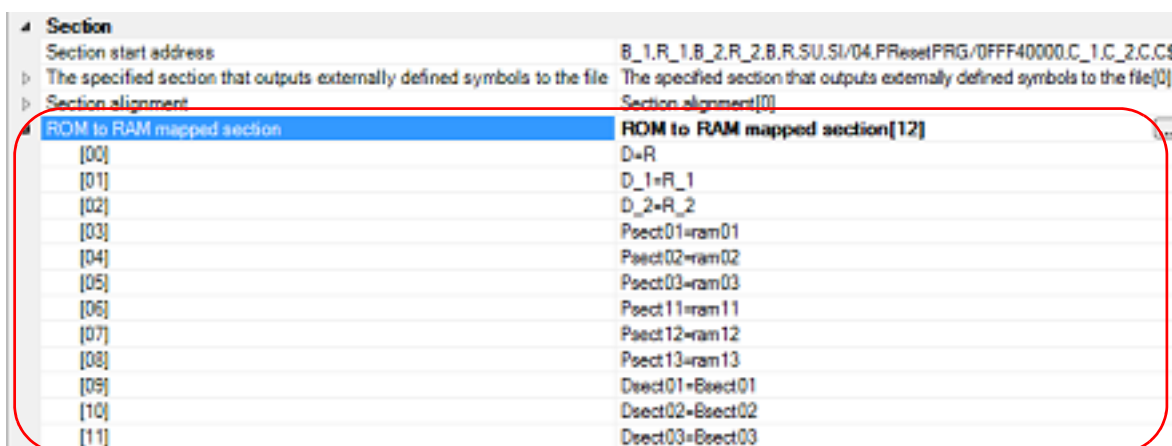 Section
Section start address B_1,R_1,B_2,R_2,B,R,SU,SI/04,PResetPRG/0FFF40000,C_1,C_2,C,C$
The specified section that outputs externally defined symbols to the file The specified section that outputs externally defined symbols to the file[0]
Section alignment Section alignment[0]
ROM to RAM mapped section ROM to RAM mapped section[12]
[00] D=R
[01] D_1=R_1
[02] D_2=R_2
[03] Psect01=ram01
[04] Psect02=ram02
[05] Psect03=ram03
[06] Psect11=ram11
[07] Psect12=ram12
[08] Psect13=ram13
[09] Dsect01=Bsect01
[10] Dsect02=Bsect02
[11] Dsect03=Bsect03